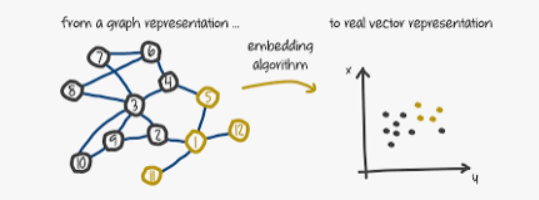 from a graph representation ...
to real vector representation
embedding
algorithm
7
6
8
4
5
3
9
2
1
12
10
11
x
y